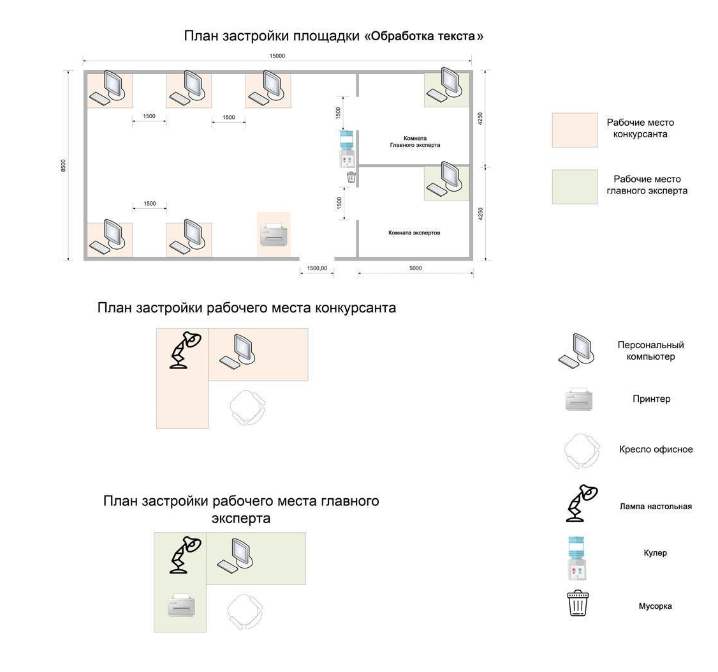 План застройки площадки «Обработка текста»
15000
1500
1500
1500
4250
8500
Комната
Главного эксперта
1500
1500
4250
Комната экспертов
1500,00
5000
Рабочие место
конкурсанта
Рабочие место
главного эксперта
План застройки рабочего места конкурсанта
Персональный
компьютер
Принтер
Кресло офисное
План застройки рабочего места главного
эксперта
Лампа настольная
Кулер
Мусорка